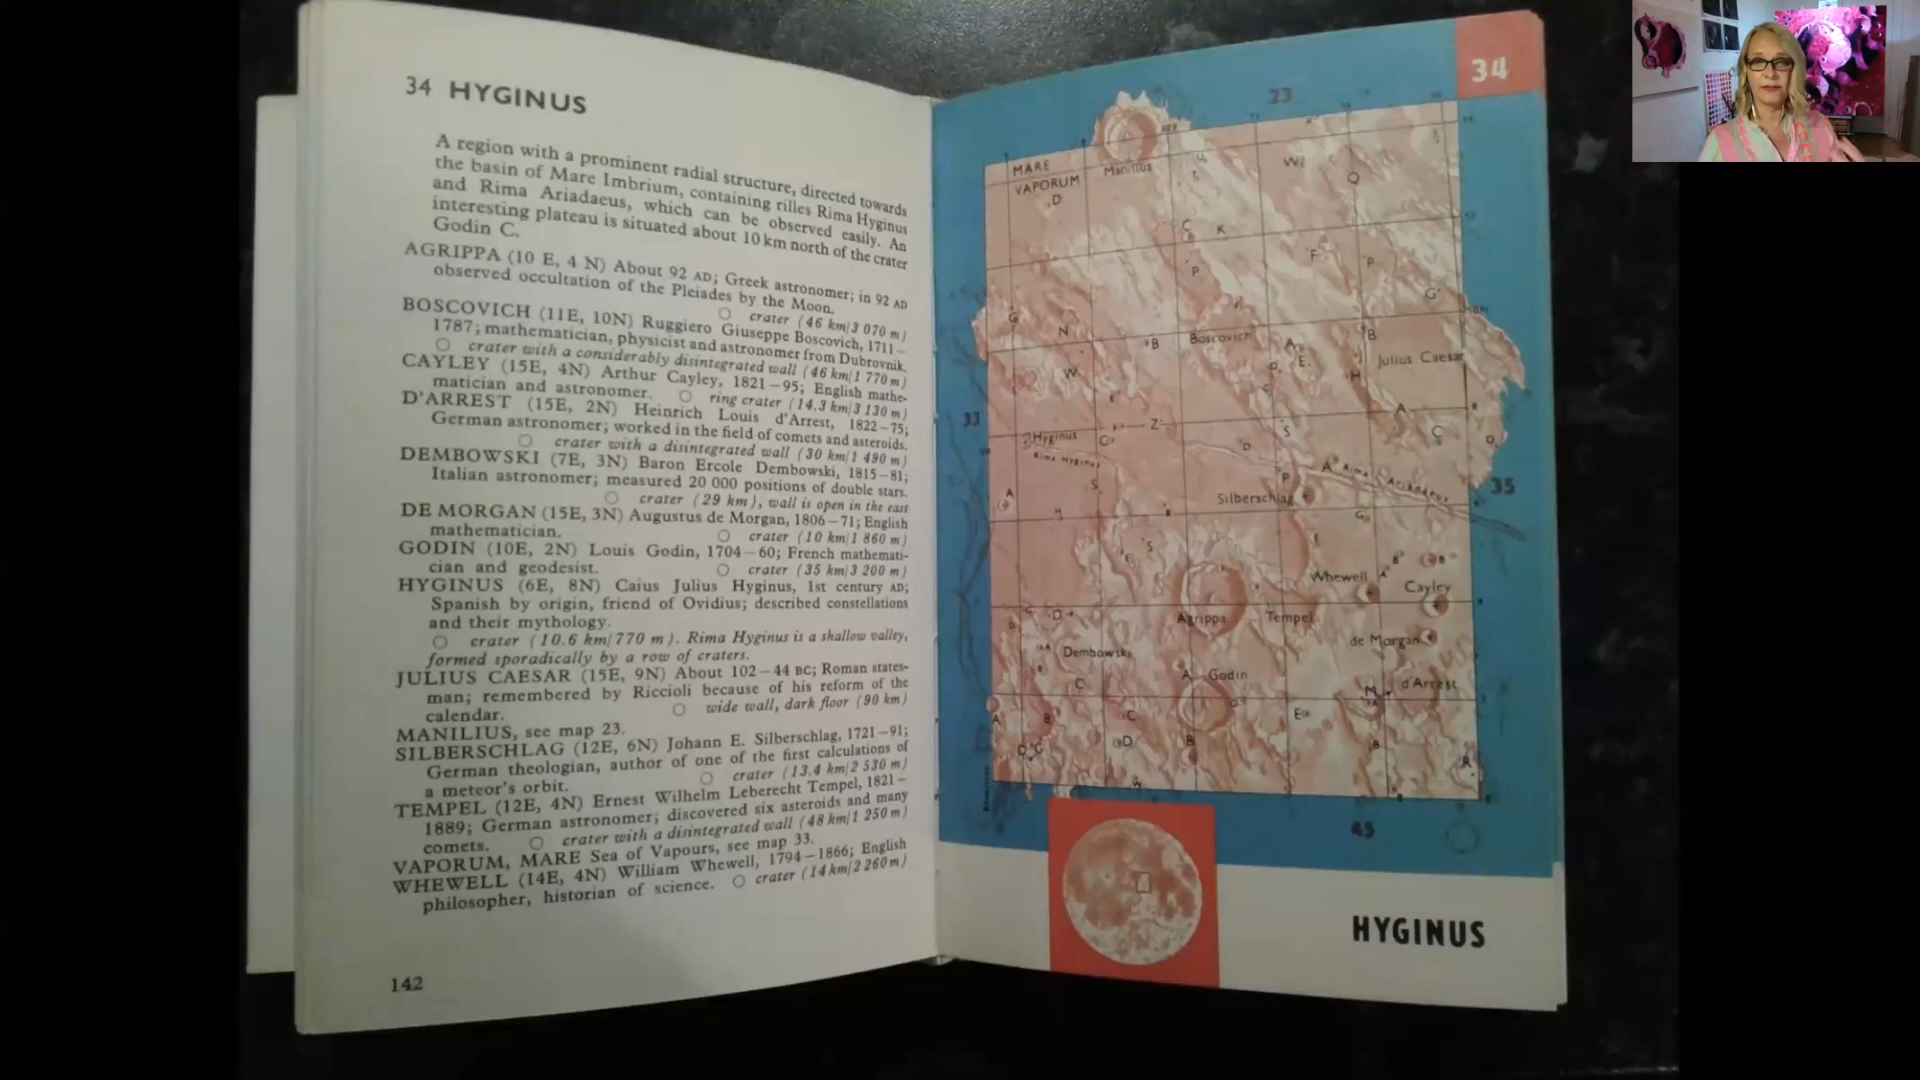 34 HYGINUS
A region with a prominent radial structure, directed towards
the basin of Mare Imbrium, containing rilles Rima Hyginus
and Rima Ariadaeus, which can be observed easily. An
interesting plateau is situated about 10 km north of the crater
Godin C.
AGRIPPA (10 E, 4 N) About 92 AD; Greek astronomer; in 92 AD
observed occultation of the Pleiades by the Moon.
crater (46 km/3 070 m)
BOSCOVICH (11E, 10N) Ruggiero Giuseppe Boscovich, 1711–
1787; mathematician, physicist and astronomer from Dubrovnik.
crater with a considerably disintegrated wall (46 km/1 770 m)
CAYLEY (15E, 4N) Arthur Cayley, 1821–95; English mathe-
matician and astronomer. ring crater (14.3 km/3 130 m)
D'ARREST (15E, 2N) Heinrich Louis d'Arrest, 1822–75;
German astronomer; worked in the field of comets and asteroids.
crater with a disintegrated wall (30 km/1 490 m)
DEMBOWSKI (7E, 3N) Baron Ercole Dembowski, 1815–81;
Italian astronomer; measured 20 000 positions of double stars.
crater (29 km), wall is open in the east
DE MORGAN (15E, 3N) Augustus de Morgan, 1806–71; English
mathematician. crater (10 km/1 860 m)
GODIN (10E, 2N) Louis Godin, 1704–60; French mathemati-
cian and geodesist. crater (35 km/3 200 m)
HYGINUS (6E, 8N) Caius Julius Hyginus, 1st century AD;
Spanish by origin, friend of Ovidius; described constellations
and their mythology.
crater (10.6 km/770 m). Rima Hyginus is a shallow valley,
formed sporadically by a row of craters.
JULIUS CAESAR (15E, 9N) About 102–44 BC; Roman states-
man; remembered by Riccioli because of his reform of the
calendar. wide wall, dark floor (90 km)
MANILIUS, see map 23.
SILBERSCHLAG (12E, 6N) Johann E. Silberschlag, 1721–91;
German theologian, author of one of the first calculations of
a meteor's orbit. crater (13.4 km/2 530 m)
TEMPEL (12E, 4N) Ernest Wilhelm Leberecht Tempel, 1821–
1889; German astronomer; discovered six asteroids and many
comets. crater with a disintegrated wall (48 km/1 250 m)
VAPORUM, MARE Sea of Vapours, see map 33.
WHEWELL (14E, 4N) William Whewell, 1794–1866; English
philosopher, historian of science. crater (14 km/2 260 m)
142
34
23
MARE
VAPORUM
Manilius
D
Q
C K
P
F P
G
G
N
B Boscovich A
B
Julius Caesar
W
E
H
C
A
Z
33
Hyginus C
S
C
D
Rima Hyginus
A Rima Ariadaeus
P
A
S
Silberschlag
35
G
H
S
E
Whewell
B
Cayley
Agrippa Tempel
D
de Morgan
Dembowski
A Godin
C
M d'Arrest
E
A B C
D
B
B
R
45
HYGINUS